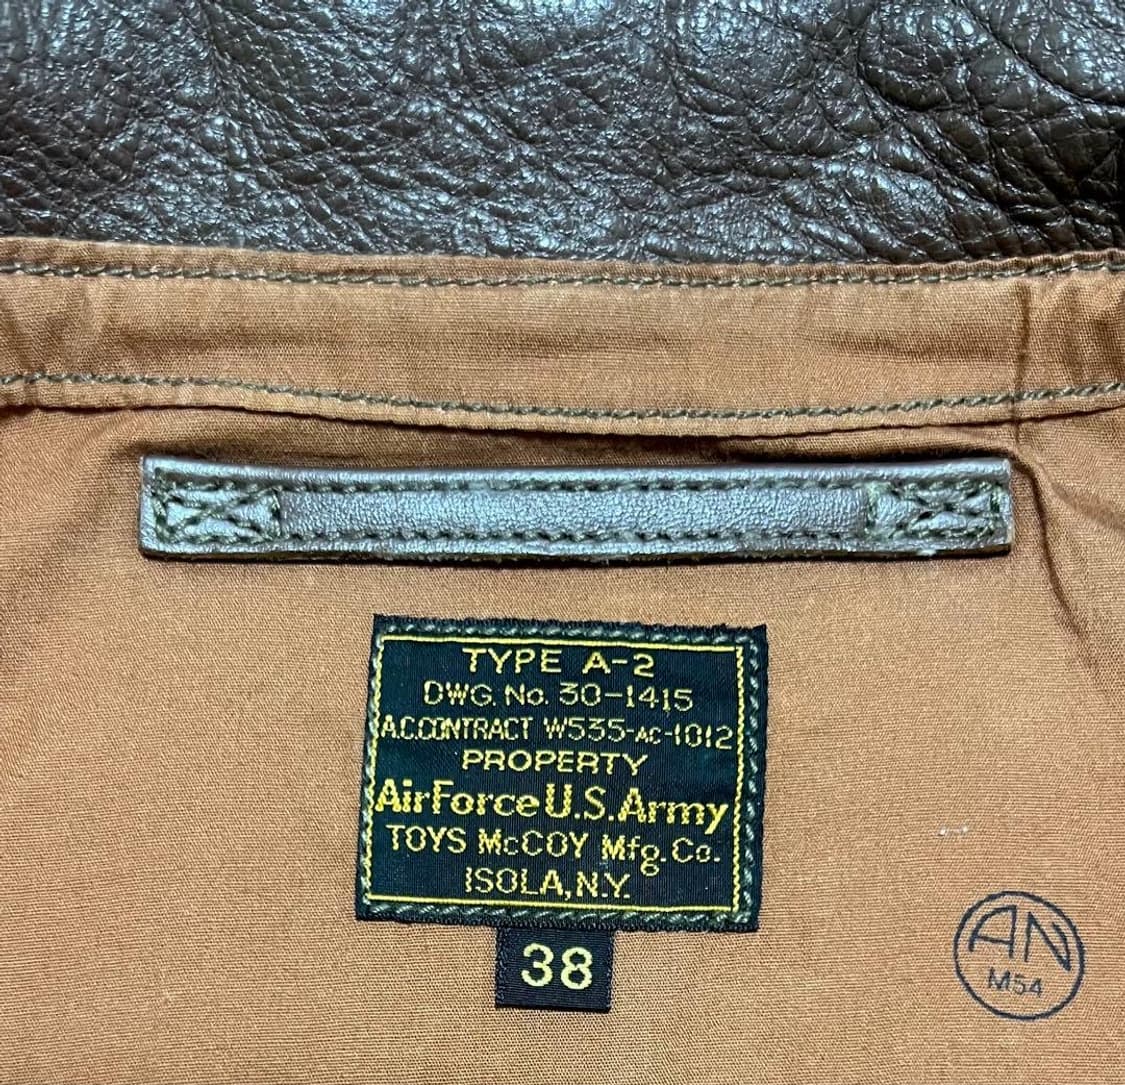 TYPE A-2
DWG. No. 30-1415
A.C.CONTRACT W535-AC-1012
PROPERTY
AirForce U.S.Army
TOYS McCOY Mfg. Co.
ISOLA, N.Y.
38
AN
M54